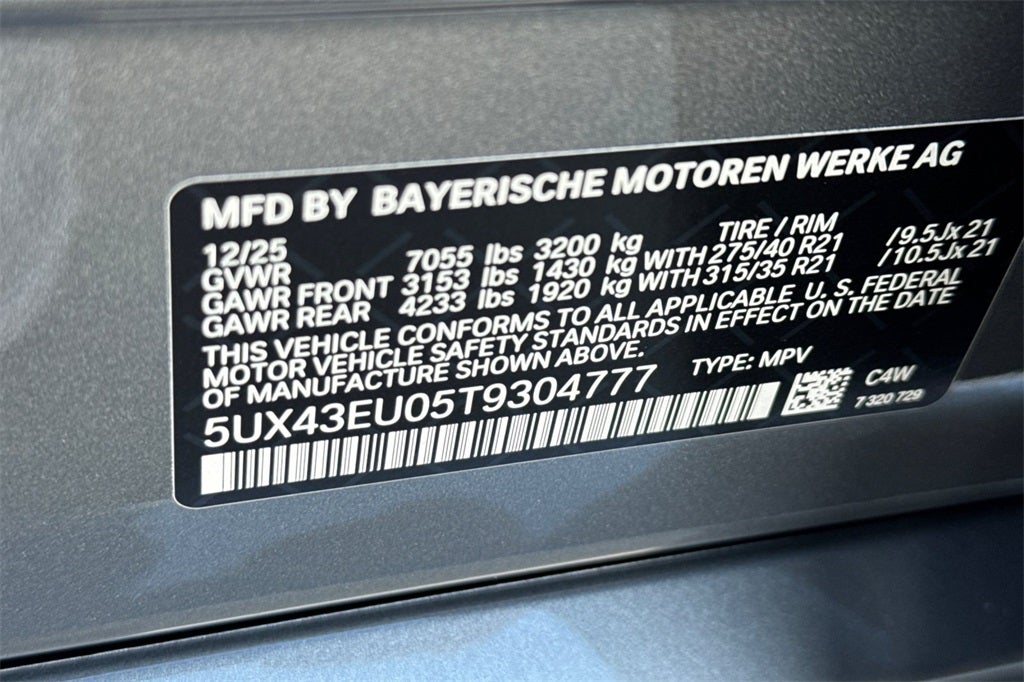 MFD BY BAYERISCHE MOTOREN WERKE AG
12/25 TIRE / RIM
GVWR 7055 lbs 3200 kg
GAWR FRONT 3153 lbs 1430 kg WITH 275/40 R21 /9.5Jx21
GAWR REAR 4233 lbs 1920 kg WITH 315/35 R21 /10.5Jx21
THIS VEHICLE CONFORMS TO ALL APPLICABLE U. S. FEDERAL
MOTOR VEHICLE SAFETY STANDARDS IN EFFECT ON THE DATE
OF MANUFACTURE SHOWN ABOVE.
5UX43EU05T9304777 TYPE: MPV
C4W
7 320 729